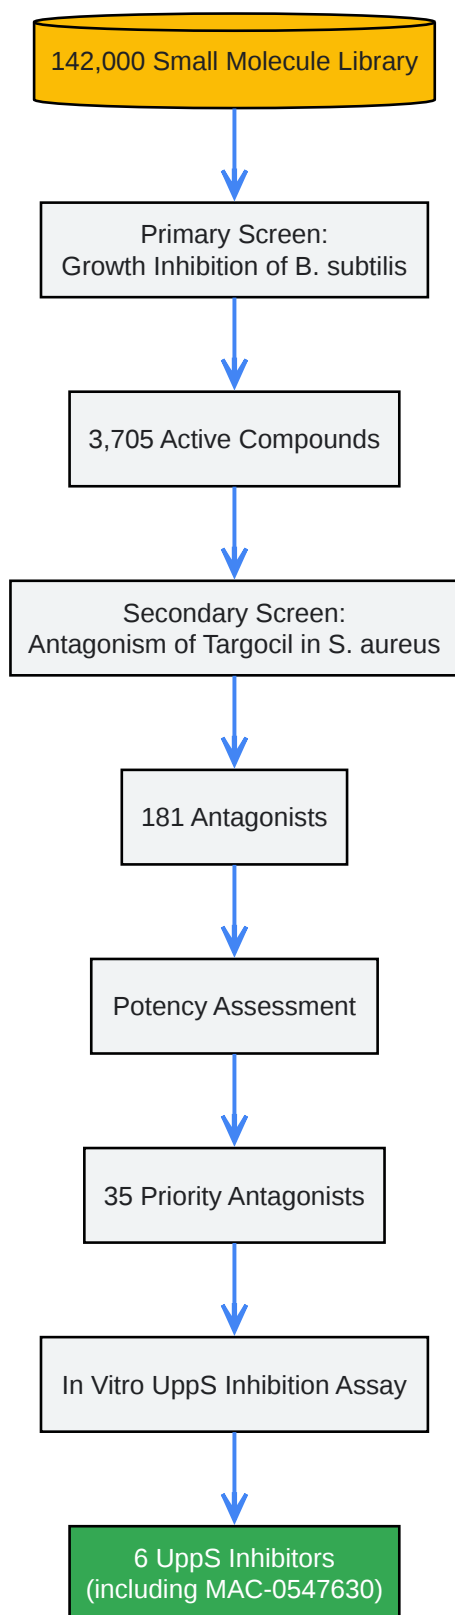 142,000 Small Molecule Library
Primary Screen:
Growth Inhibition of B. subtilis
3,705 Active Compounds
Secondary Screen:
Antagonism of Targocil in S. aureus
181 Antagonists
Potency Assessment
35 Priority Antagonists
In Vitro UppS Inhibition Assay
6 UppS Inhibitors
(including MAC-0547630)